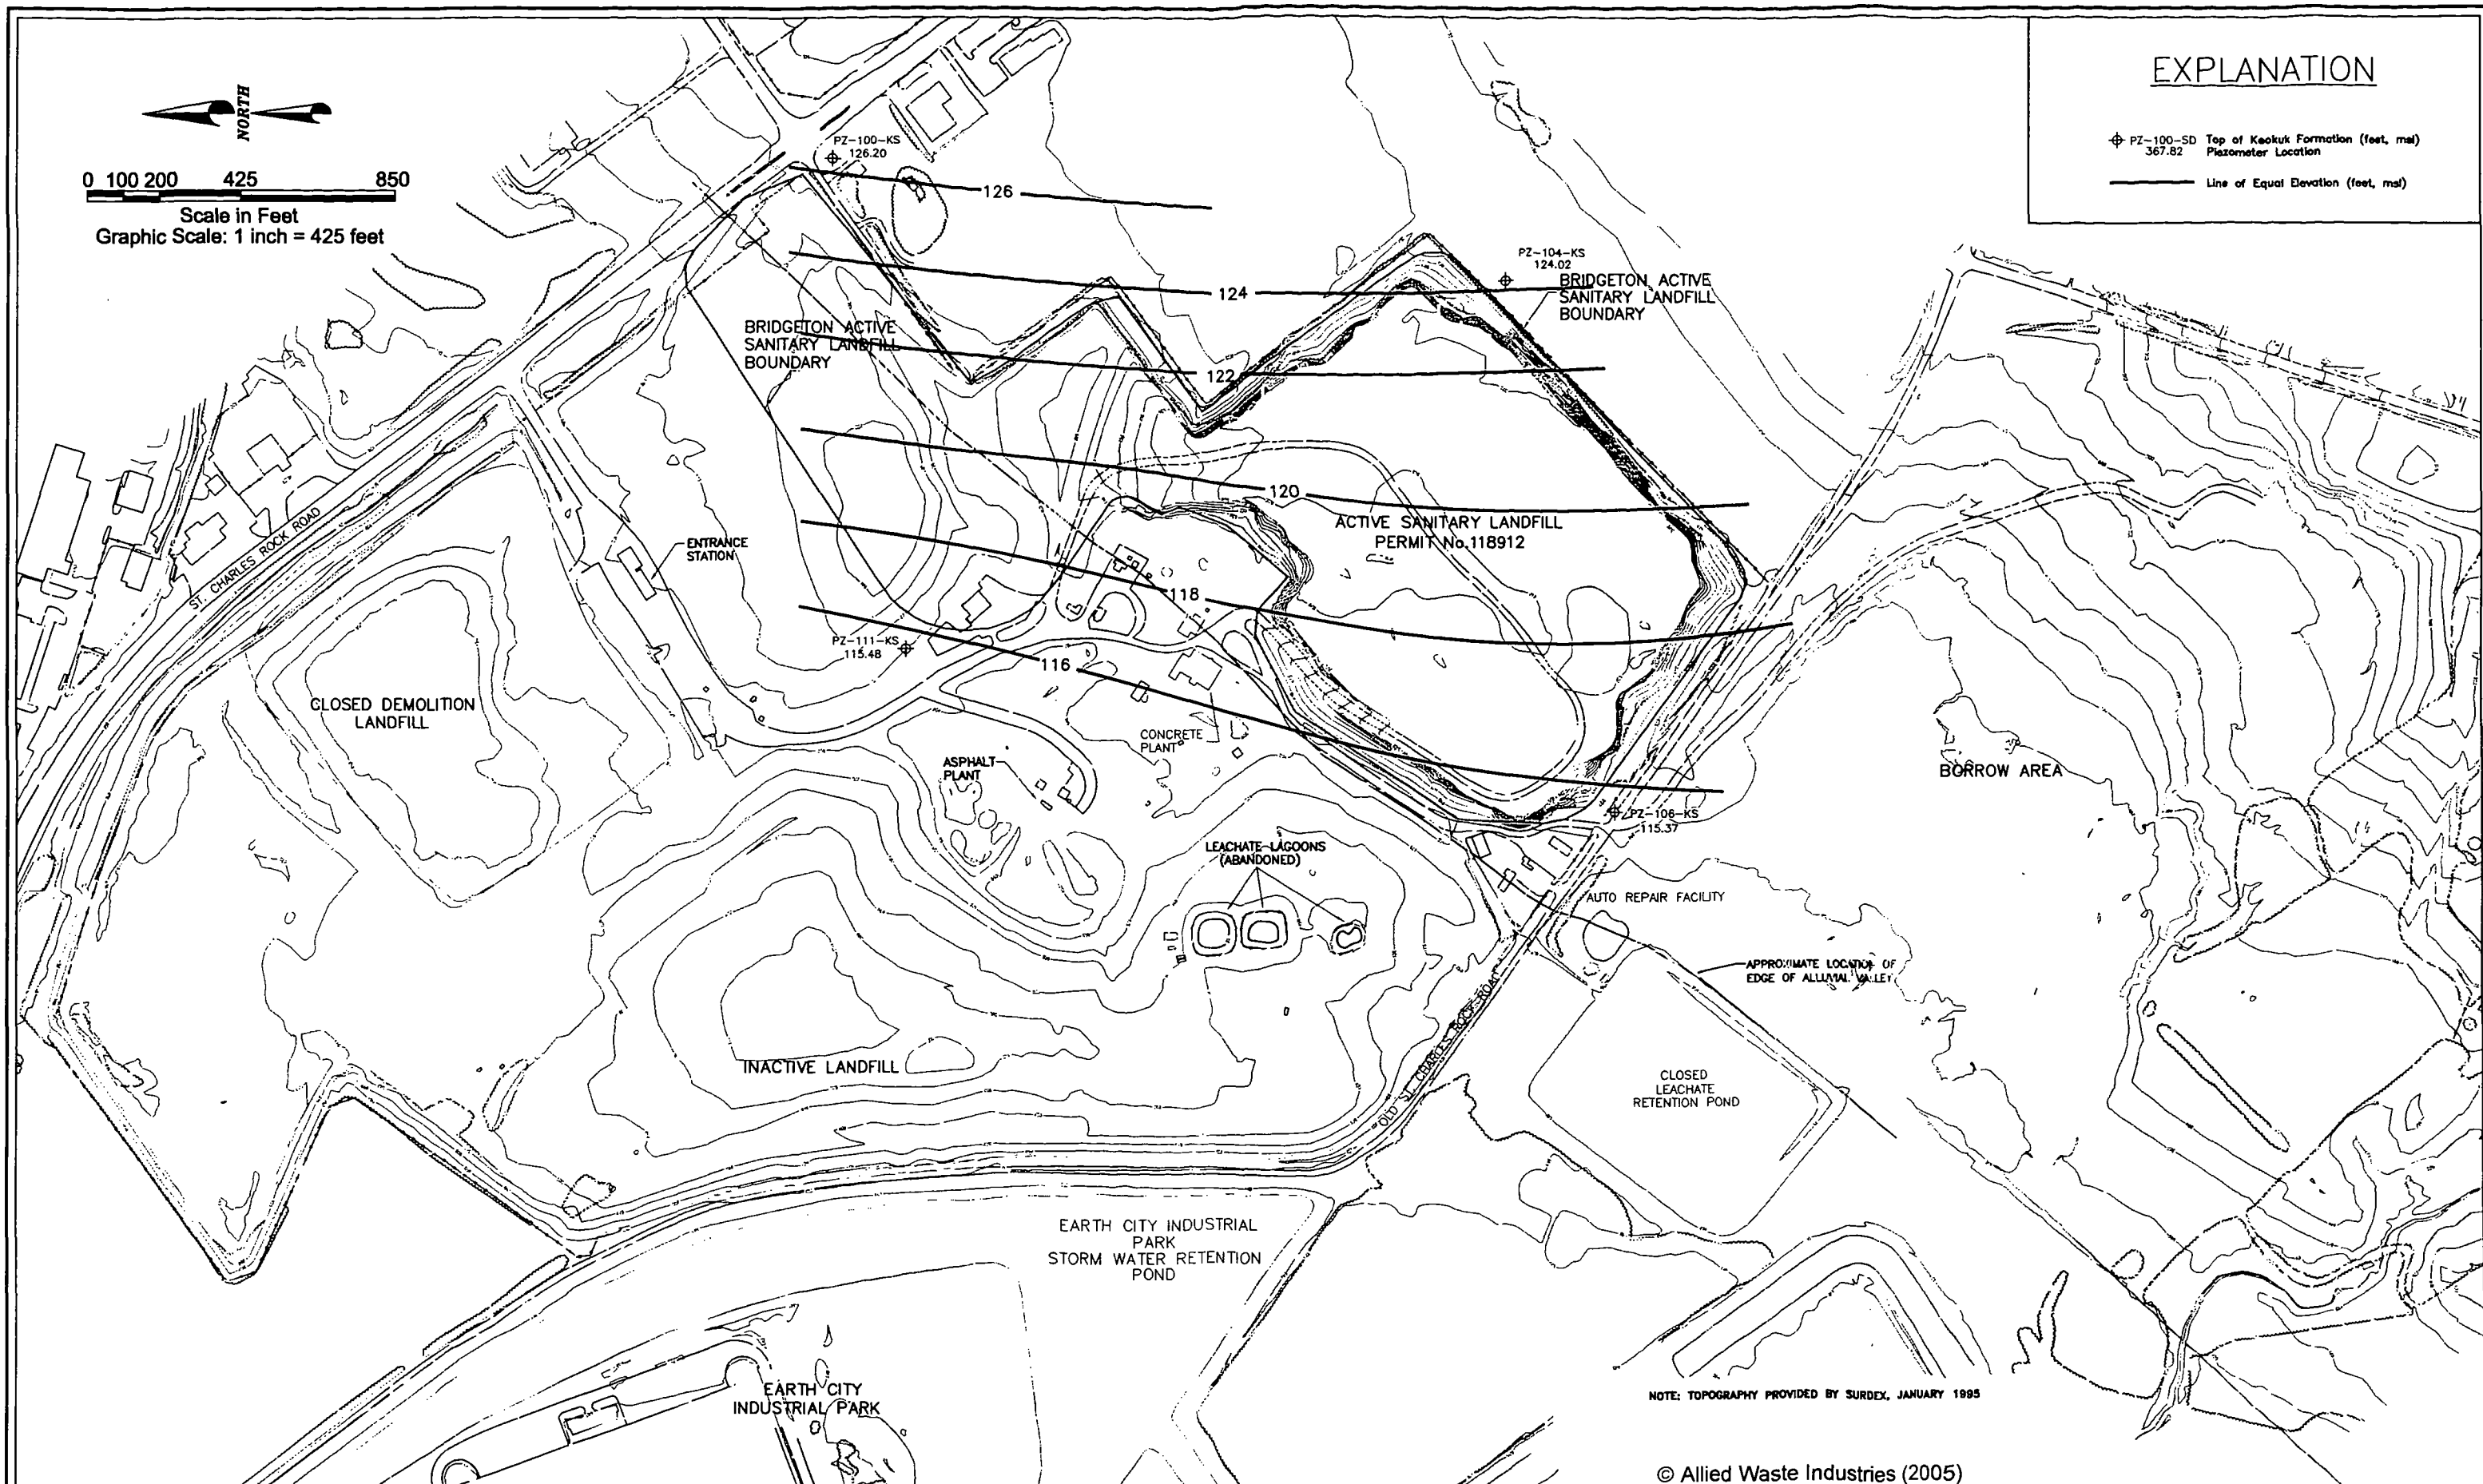 EXPLANATION
PZ-100-SD Top of Keokuk Formation (feet, msl)
367.82 Piezometer Location
Line of Equal Elevation (feet, msl)
NORTH
0 100 200 425 850
Scale in Feet
Graphic Scale: 1 inch = 425 feet
PZ-100-KS
126.20
126
PZ-104-KS
124.02
124
BRIDGETON ACTIVE
SANITARY LANDFILL
BOUNDARY
BRIDGETON ACTIVE
SANITARY LANDFILL
BOUNDARY
122
120
ACTIVE SANITARY LANDFILL
PERMIT No.118912
ST. CHARLES ROCK ROAD
ENTRANCE
STATION
118
PZ-111-KS
115.48
116
CLOSED DEMOLITION
LANDFILL
CONCRETE
PLANT
ASPHALT
PLANT
BORROW AREA
PZ-106-KS
115.37
LEACHATE LAGOONS
(ABANDONED)
AUTO REPAIR FACILITY
APPROXIMATE LOCATION OF
EDGE OF ALLUVIAL VALLEY
OLD ST. CHARLES ROCK ROAD
INACTIVE LANDFILL
CLOSED
LEACHATE
RETENTION POND
EARTH CITY INDUSTRIAL
PARK
STORM WATER RETENTION
POND
EARTH CITY
INDUSTRIAL PARK
NOTE: TOPOGRAPHY PROVIDED BY SURDEX, JANUARY 1995
© Allied Waste Industries (2005)